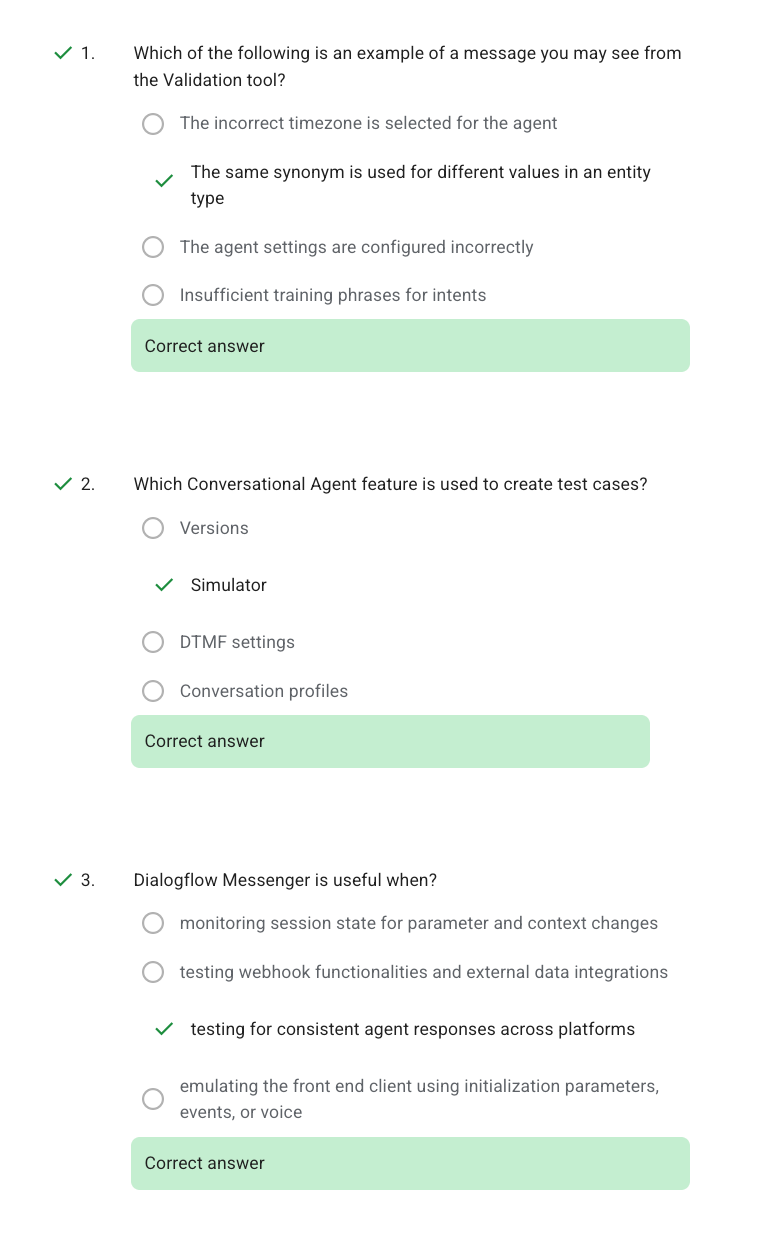 1. Which of the following is an example of a message you may see from
the Validation tool?
The incorrect timezone is selected for the agent
The same synonym is used for different values in an entity
type
The agent settings are configured incorrectly
Insufficient training phrases for intents
Correct answer
2. Which Conversational Agent feature is used to create test cases?
Versions
Simulator
DTMF settings
Conversation profiles
Correct answer
3. Dialogflow Messenger is useful when?
monitoring session state for parameter and context changes
testing webhook functionalities and external data integrations
testing for consistent agent responses across platforms
emulating the front end client using initialization parameters,
events, or voice
Correct answer